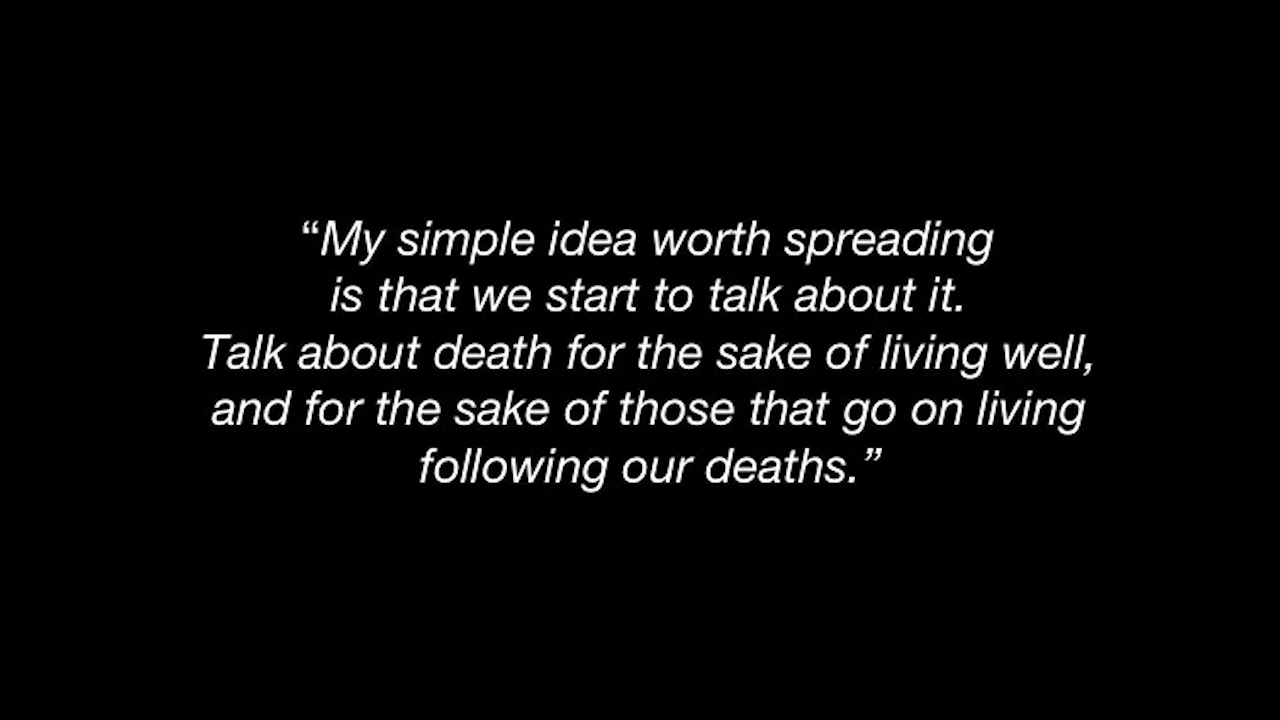 “My simple idea worth spreading
is that we start to talk about it.
Talk about death for the sake of living well,
and for the sake of those that go on living
following our deaths.”